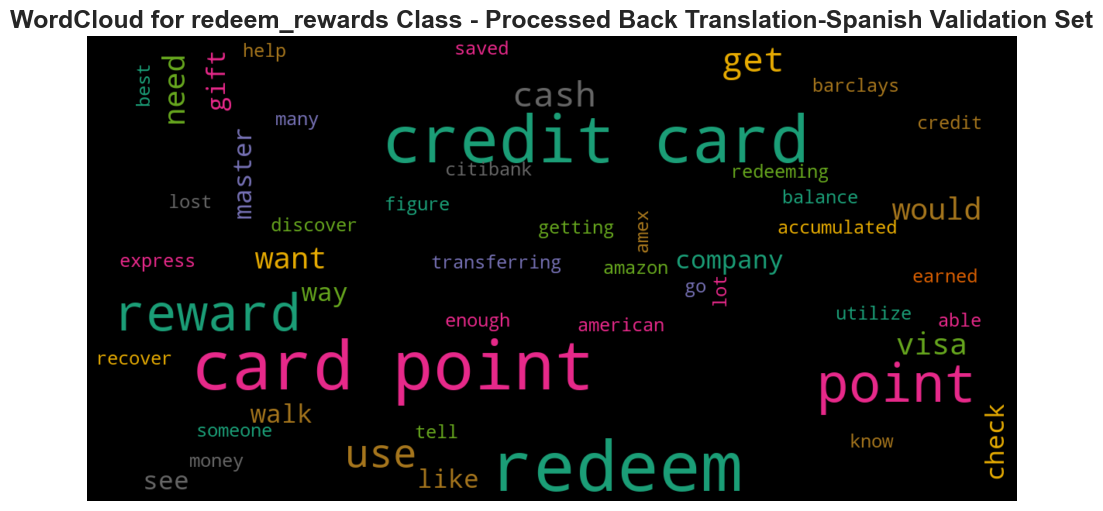 WordCloud for redeem_rewards Class - Processed Back Translation-Spanish Validation Set
help
saved
best
need
gift
get
cash
barclays
many
credit card
credit
master
citibank
redeeming
lost
figure
balance
would
discover
getting
amex
accumulated
express
want
transferring
amazon
company
earned
way
go
lot
reward
enough
american
utilize
able
recover
card point
visa
point
walk
someone
tell
know
check
money
use
see
like
redeem